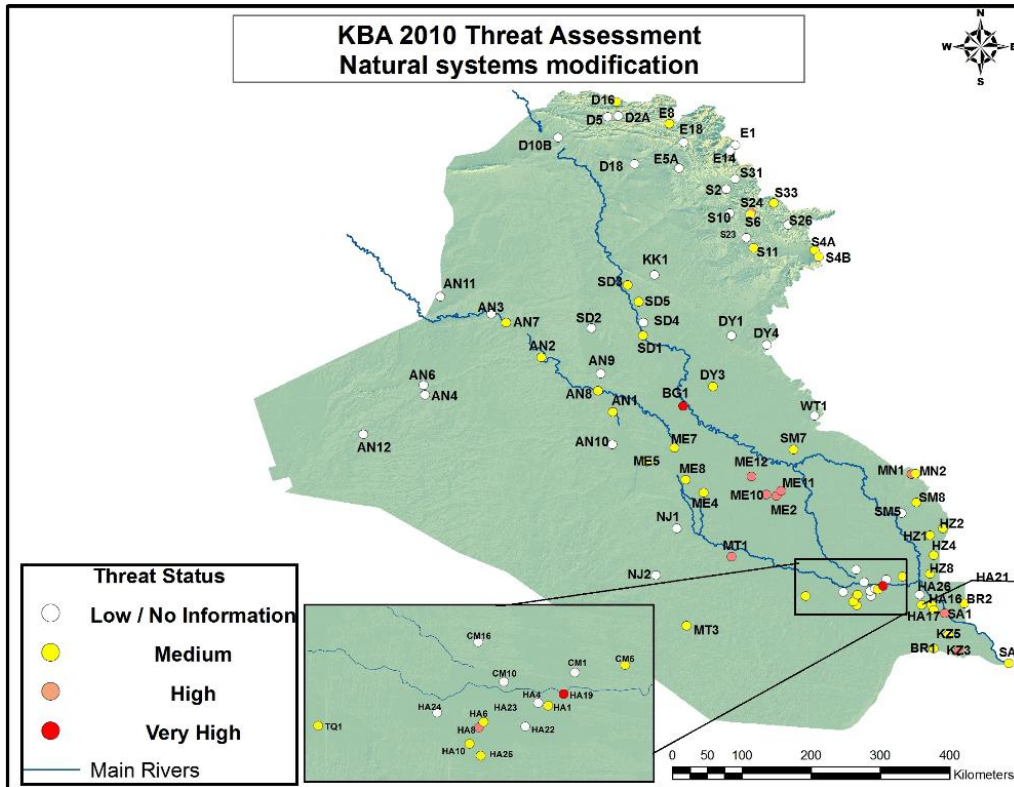 KBA 2010 Threat Assessment
Natural systems modification
N
W E
S
D16
D5 D2A
E8
D10B
E18
E1
E14
D18
E5A
S31
S2
S33
S24
S10 S6
S26
S23
S11
S4A
S4B
KK1
AN11
SD3
SD5
AN3
AN7
SD2
SD4
DY1
SD1
DY4
AN2
AN9
AN6
AN4
AN8
DY3
AN1
BG1
WT1
AN12
AN10
ME7
SM7
ME5
ME8
ME12
MN1 MN2
ME11
ME4
ME10
ME2
SM8
SM5
NJ1
HZ2
HZ1
MT1
HZ4
NJ2
HZ8
HA21
HA26
HA16 BR2
HA17 SA1
MT3
KZ5
BR1 KZ3
SA
Threat Status
Low / No Information
Medium
High
Very High
Main Rivers
CM16
CM5
CM1
CM10
HA19
HA4
HA24
HA6 HA23
HA1
TQ1
HA8
HA22
HA10
HA25
0 50 100 200 300 400
Kilometers